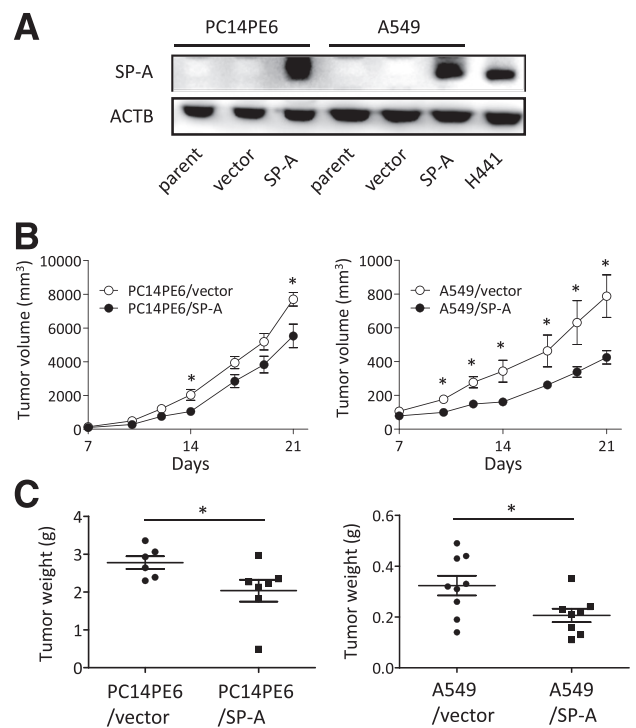 A
PC14PE6 A549
SP-A
ACTB
parent vector SP-A parent vector SP-A H441
B
Tumor volume (mm³)
10000
8000
6000
4000
2000
0
7 14 21
Days
PC14PE6/vector
PC14PE6/SP-A
*
*
Tumor volume (mm³)
1000
800
600
400
200
0
7 14 21
Days
A549/vector
A549/SP-A
* * * * * *
C
Tumor weight (g)
4
3
2
1
0
*
PC14PE6 PC14PE6
/vector /SP-A
Tumor weight (g)
0.6
0.4
0.2
0.0
*
A549 A549
/vector /SP-A